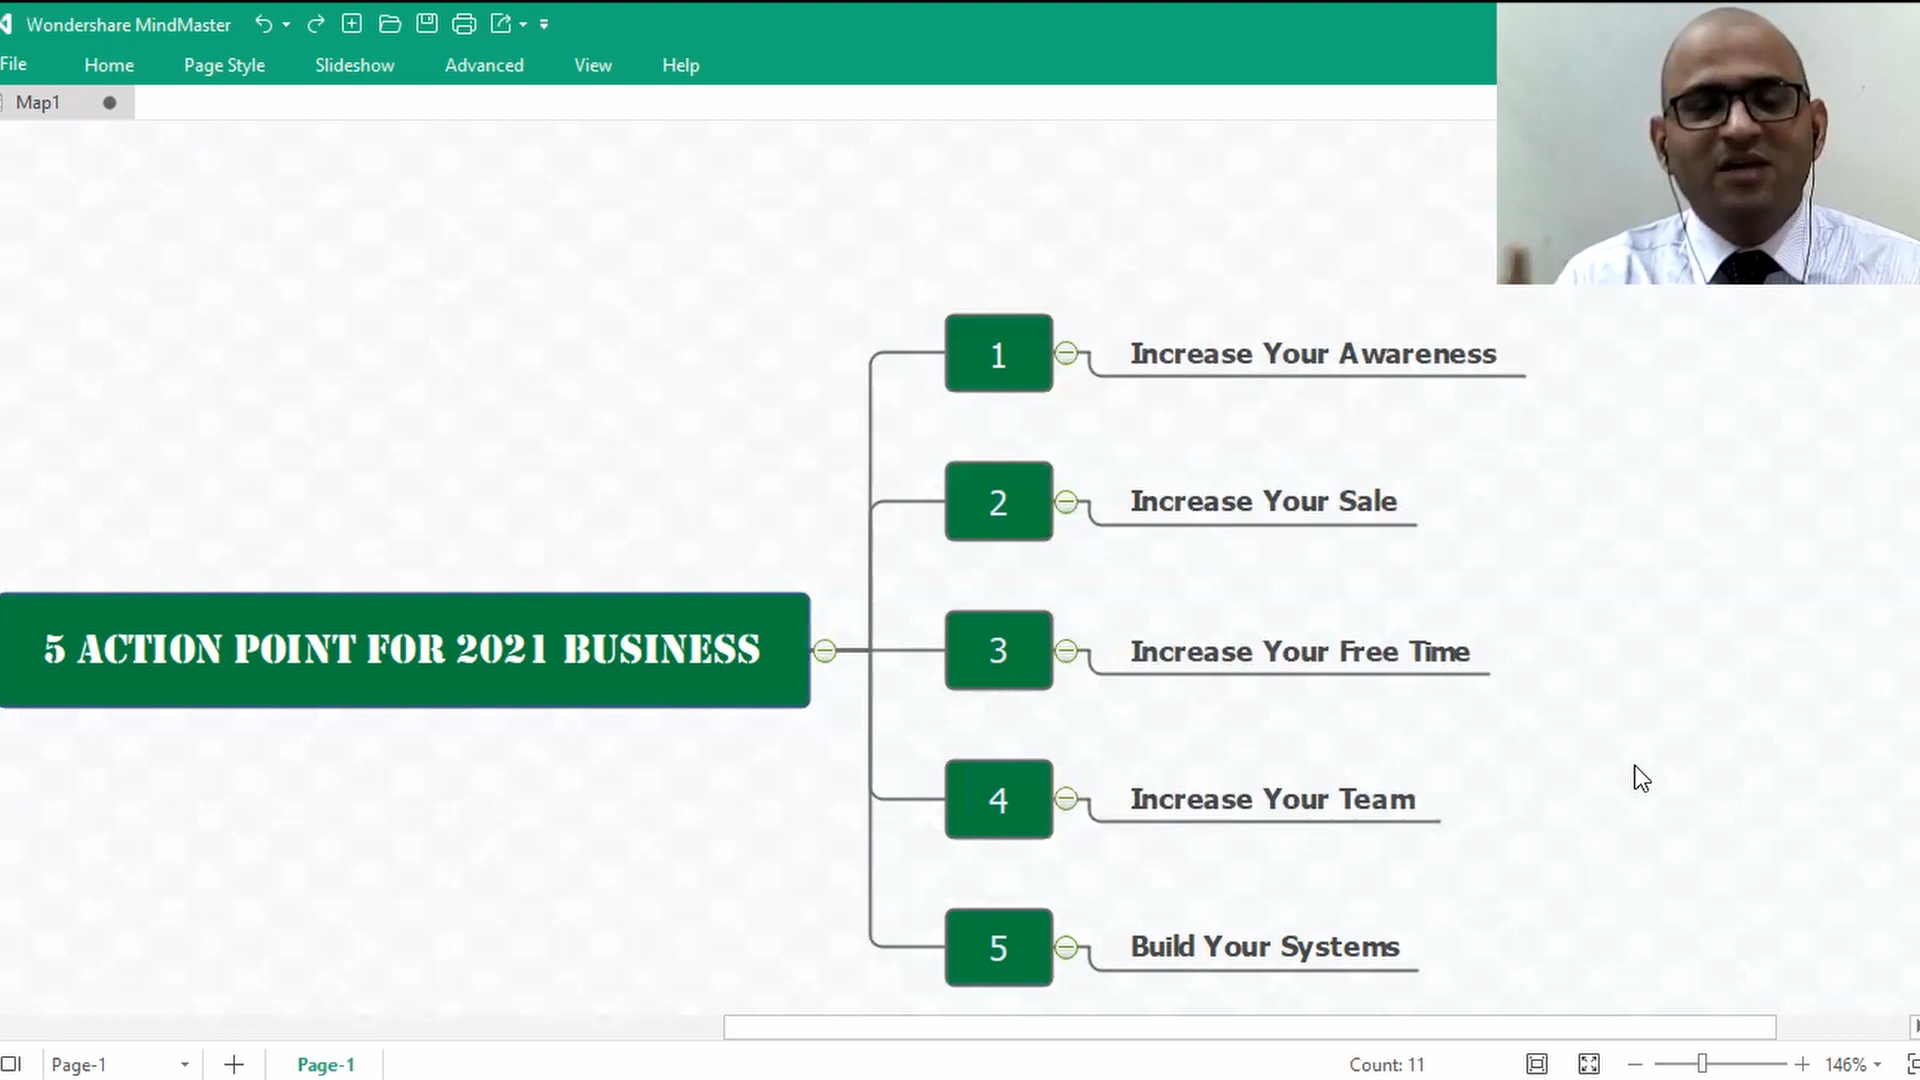 Wondershare MindMaster
File Home Page Style Slideshow Advanced View Help
Map1
1 Increase Your Awareness
2 Increase Your Sale
5 ACTION POINT FOR 2021 BUSINESS
3 Increase Your Free Time
4 Increase Your Team
5 Build Your Systems
Page-1 Page-1 Count: 11 146%